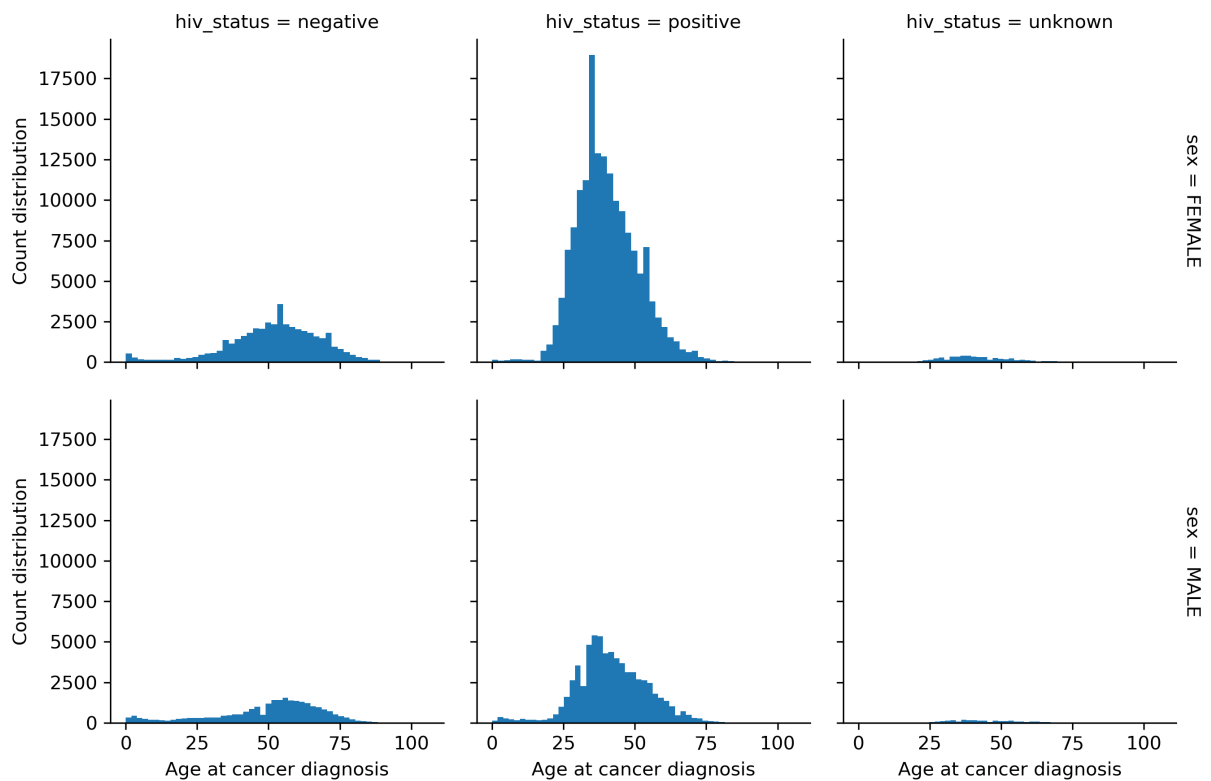 hiv_status = negative
hiv_status = positive
hiv_status = unknown
17500
15000
12500
10000
7500
5000
2500
0
Count distribution
sex = FEMALE
17500
15000
12500
10000
7500
5000
2500
0
Count distribution
sex = MALE
0 25 50 75 100
0 25 50 75 100
0 25 50 75 100
Age at cancer diagnosis
Age at cancer diagnosis
Age at cancer diagnosis